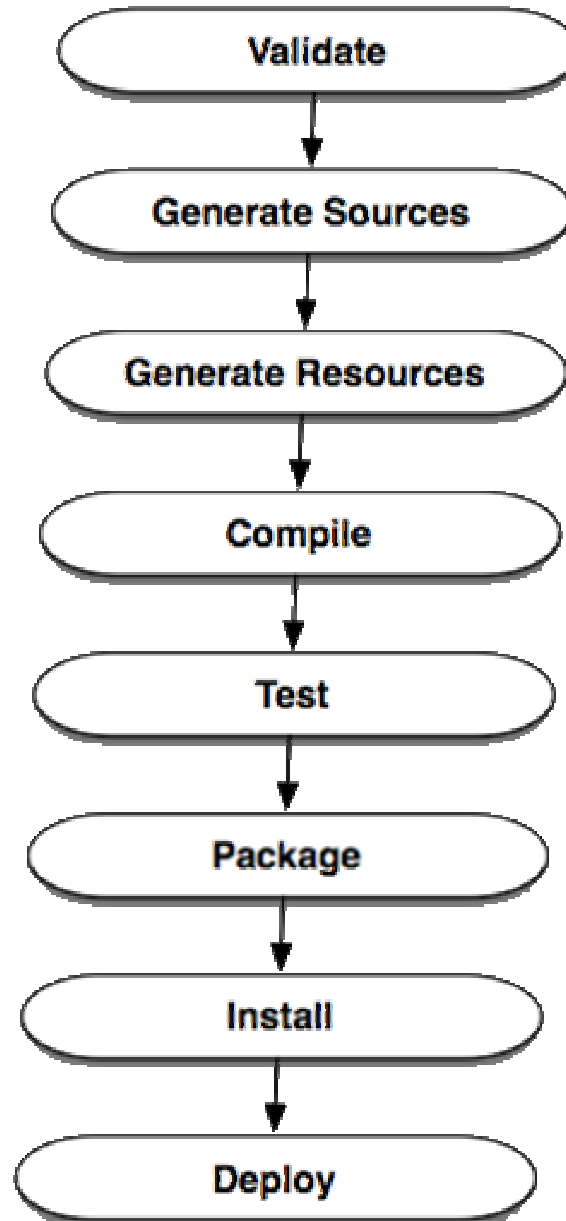 Validate
Generate Sources
Generate Resources
Compile
Test
Package
Install
Deploy